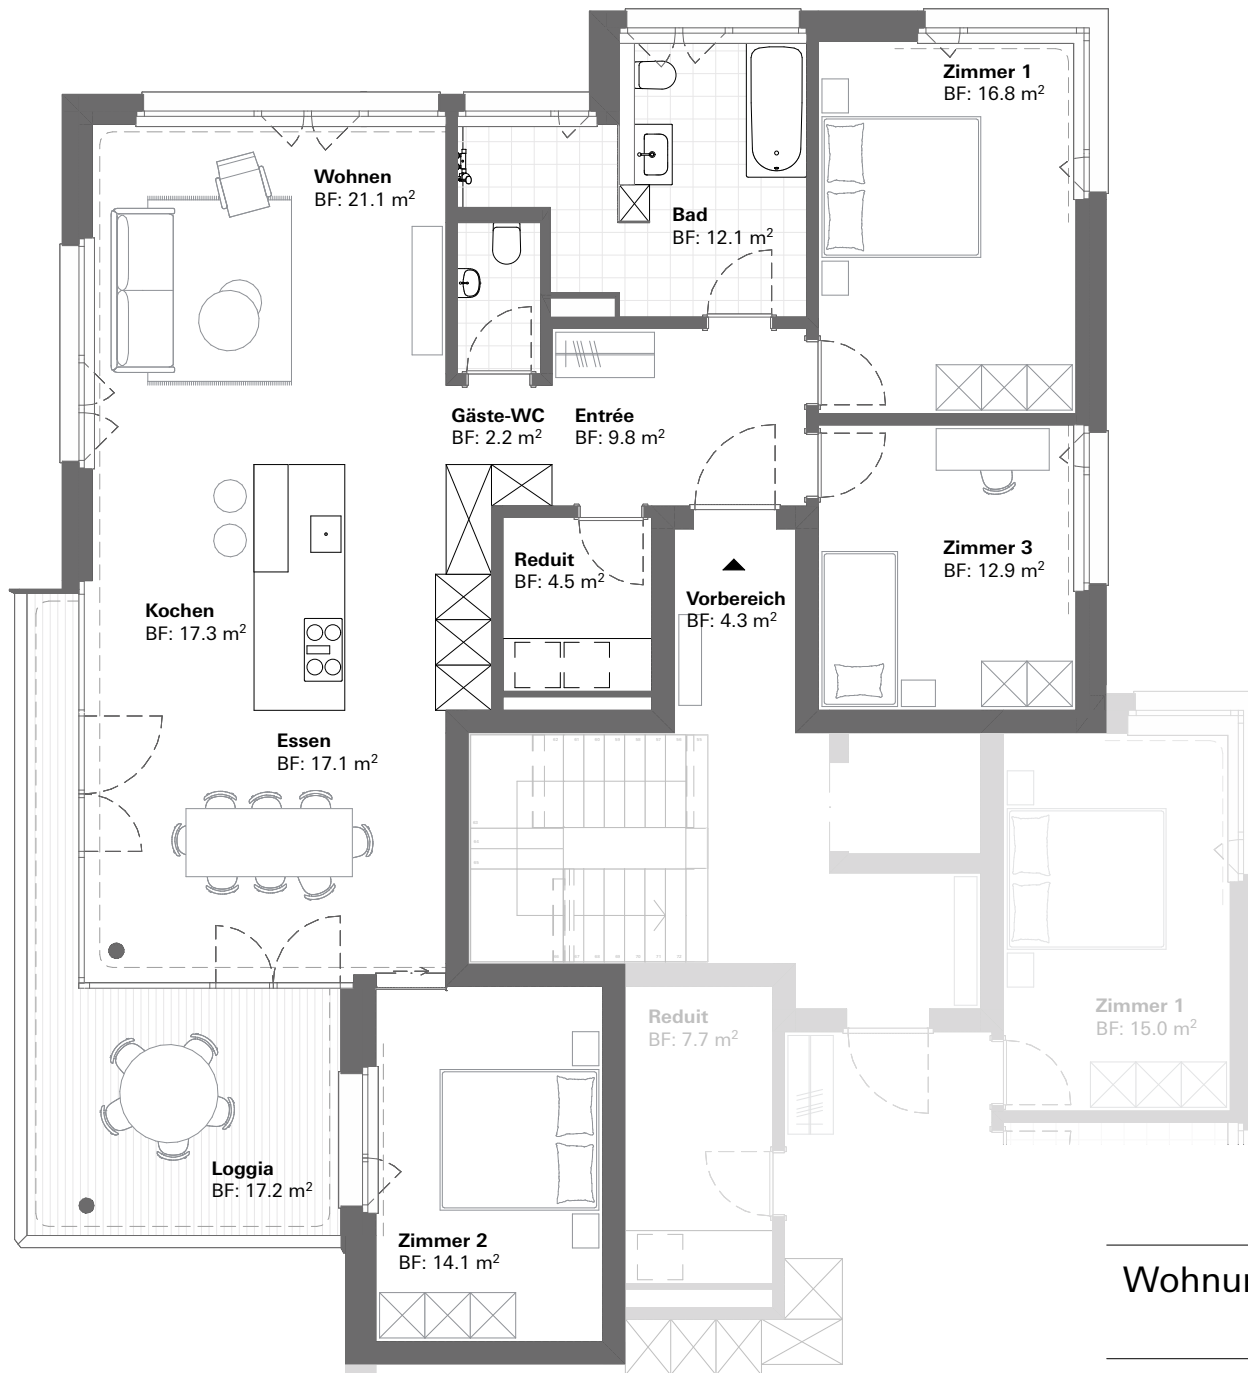 Zimmer 1
BF: 16.8 m²
Wohnen
BF: 21.1 m²
Bad
BF: 12.1 m²
Gäste-WC
BF: 2.2 m²
Entrée
BF: 9.8 m²
Reduit
BF: 4.5 m²
Zimmer 3
BF: 12.9 m²
Kochen
BF: 17.3 m²
Vorbereich
BF: 4.3 m²
Essen
BF: 17.1 m²
Reduit
BF: 7.7 m²
Zimmer 1
BF: 15.0 m²
Loggia
BF: 17.2 m²
Zimmer 2
BF: 14.1 m²